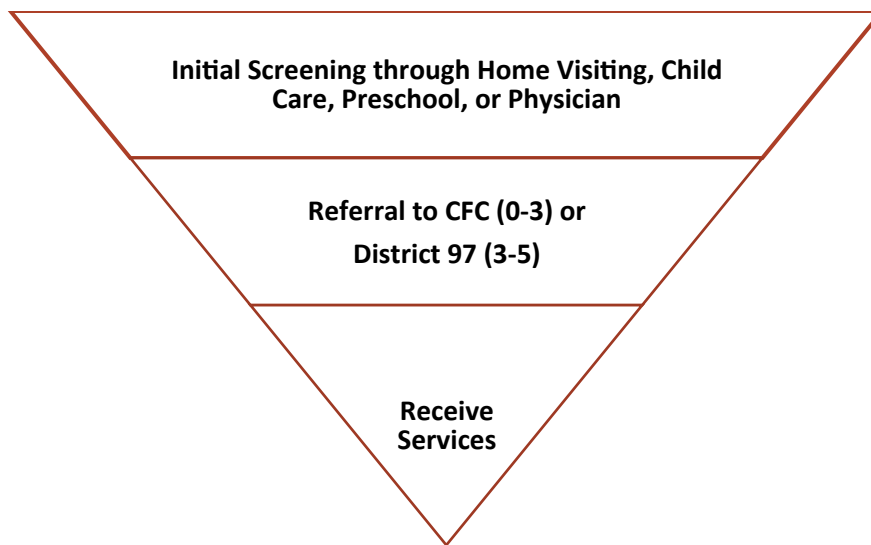 Initial Screening through Home Visiting, Child
Care, Preschool, or Physician
Referral to CFC (0-3) or
District 97 (3-5)
Receive
Services